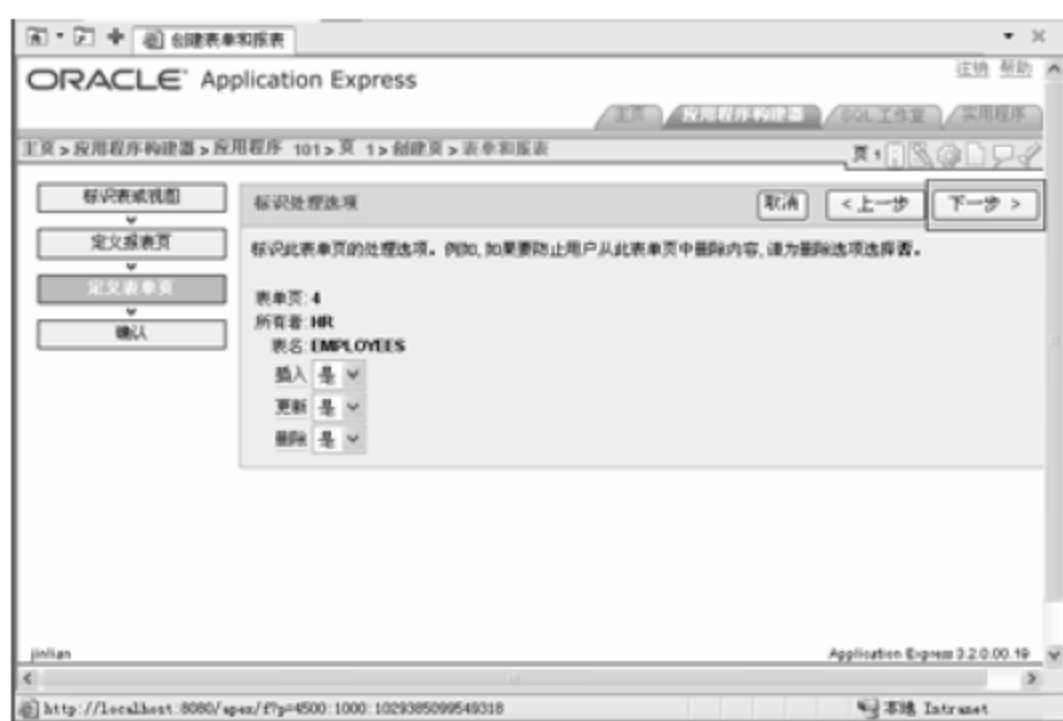 创建表单和报表
ORACLE Application Express
注销 帮助
主页 应用程序构建器 SQL 工作室 实用程序
主页 > 应用程序构建器 > 应用程序 101 > 页 1 > 创建页 > 表单和报表
页 1
标识表或视图
定义报表页
定义表单页
确认
标识处理选项
取消
< 上一步
下一步 >
标识此表单页的处理选项。例如, 如果要防止用户从此表单页中删除内容, 请为删除选项选择否。
表单页: 4
所有者: HR
表名: EMPLOYEES
插入 是
更新 是
删除 是
jinlian
Application Express 3.2.0.00.19
http://localhost:8080/apex/f?p=4500:1000:1029385099549318
本地 Intranet